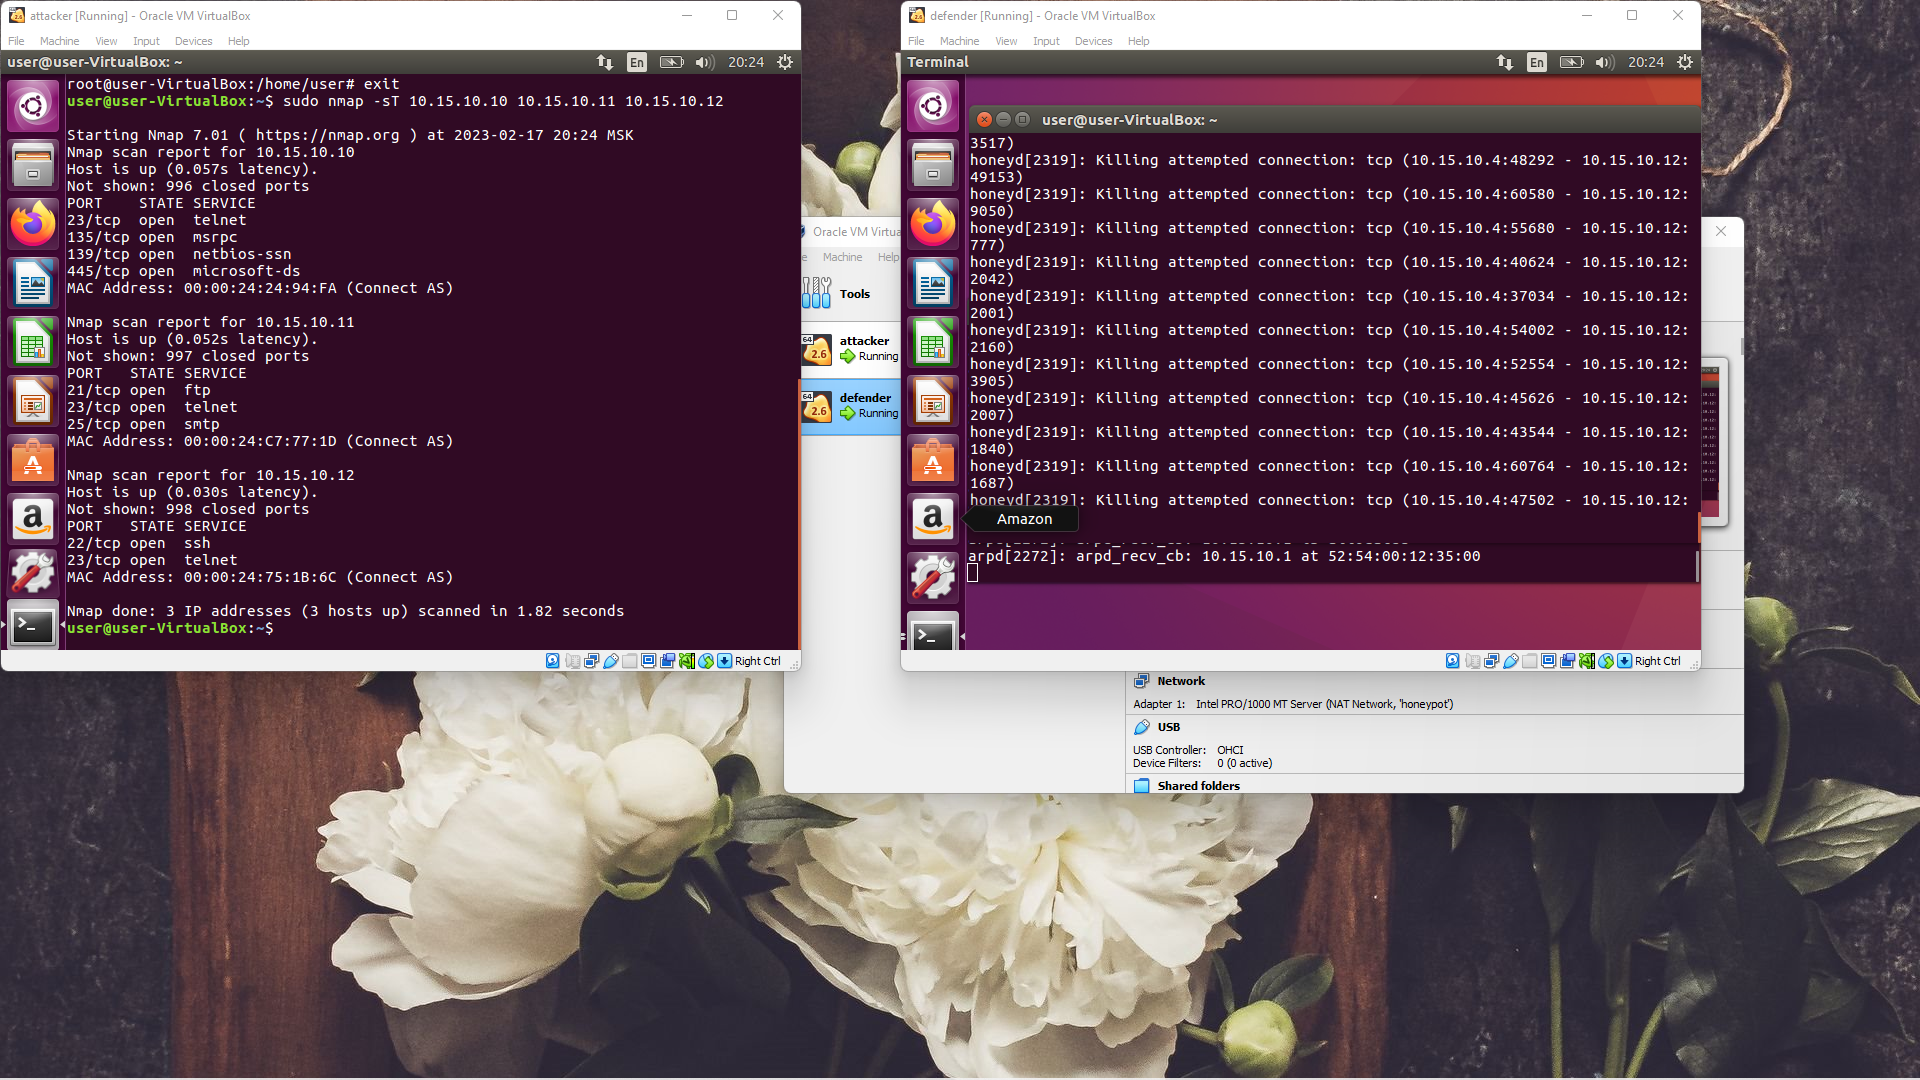 attacker [Running] - Oracle VM VirtualBox
File Machine View Input Devices Help
user@user-VirtualBox: ~
En
20:24
root@user-VirtualBox:/home/user# exit
user@user-VirtualBox:~$ sudo nmap -sT 10.15.10.10 10.15.10.11 10.15.10.12
Starting Nmap 7.01 ( https://nmap.org ) at 2023-02-17 20:24 MSK
Nmap scan report for 10.15.10.10
Host is up (0.057s latency).
Not shown: 996 closed ports
PORT    STATE SERVICE
23/tcp  open  telnet
135/tcp open  msrpc
139/tcp open  netbios-ssn
445/tcp open  microsoft-ds
MAC Address: 00:00:24:24:94:FA (Connect AS)
Nmap scan report for 10.15.10.11
Host is up (0.052s latency).
Not shown: 997 closed ports
PORT   STATE SERVICE
21/tcp open  ftp
23/tcp open  telnet
25/tcp open  smtp
MAC Address: 00:00:24:C7:77:1D (Connect AS)
Nmap scan report for 10.15.10.12
Host is up (0.030s latency).
Not shown: 998 closed ports
PORT   STATE SERVICE
22/tcp open  ssh
23/tcp open  telnet
MAC Address: 00:00:24:75:1B:6C (Connect AS)
Nmap done: 3 IP addresses (3 hosts up) scanned in 1.82 seconds
user@user-VirtualBox:~$
Right Ctrl
Oracle VM Virtua
Machine Help
Tools
64
2.6
attacker
Running
64
2.6
defender
Running
defender [Running] - Oracle VM VirtualBox
File Machine View Input Devices Help
Terminal
En
20:24
user@user-VirtualBox: ~
3517)
honeyd[2319]: Killing attempted connection: tcp (10.15.10.4:48292 - 10.15.10.12:
49153)
honeyd[2319]: Killing attempted connection: tcp (10.15.10.4:60580 - 10.15.10.12:
9050)
honeyd[2319]: Killing attempted connection: tcp (10.15.10.4:55680 - 10.15.10.12:
777)
honeyd[2319]: Killing attempted connection: tcp (10.15.10.4:40624 - 10.15.10.12:
2042)
honeyd[2319]: Killing attempted connection: tcp (10.15.10.4:37034 - 10.15.10.12:
2001)
honeyd[2319]: Killing attempted connection: tcp (10.15.10.4:54002 - 10.15.10.12:
2160)
honeyd[2319]: Killing attempted connection: tcp (10.15.10.4:52554 - 10.15.10.12:
3905)
honeyd[2319]: Killing attempted connection: tcp (10.15.10.4:45626 - 10.15.10.12:
2007)
honeyd[2319]: Killing attempted connection: tcp (10.15.10.4:43544 - 10.15.10.12:
1840)
honeyd[2319]: Killing attempted connection: tcp (10.15.10.4:60764 - 10.15.10.12:
1687)
honeyd[2319]: Killing attempted connection: tcp (10.15.10.4:47502 - 10.15.10.12:
Amazon
arpd[2272]: arpd_recv_cb: 10.15.10.1 at 52:54:00:12:35:00
Right Ctrl
Network
Adapter 1: Intel PRO/1000 MT Server (NAT Network, 'honeypot')
USB
USB Controller: OHCI
Device Filters: 0 (0 active)
Shared folders